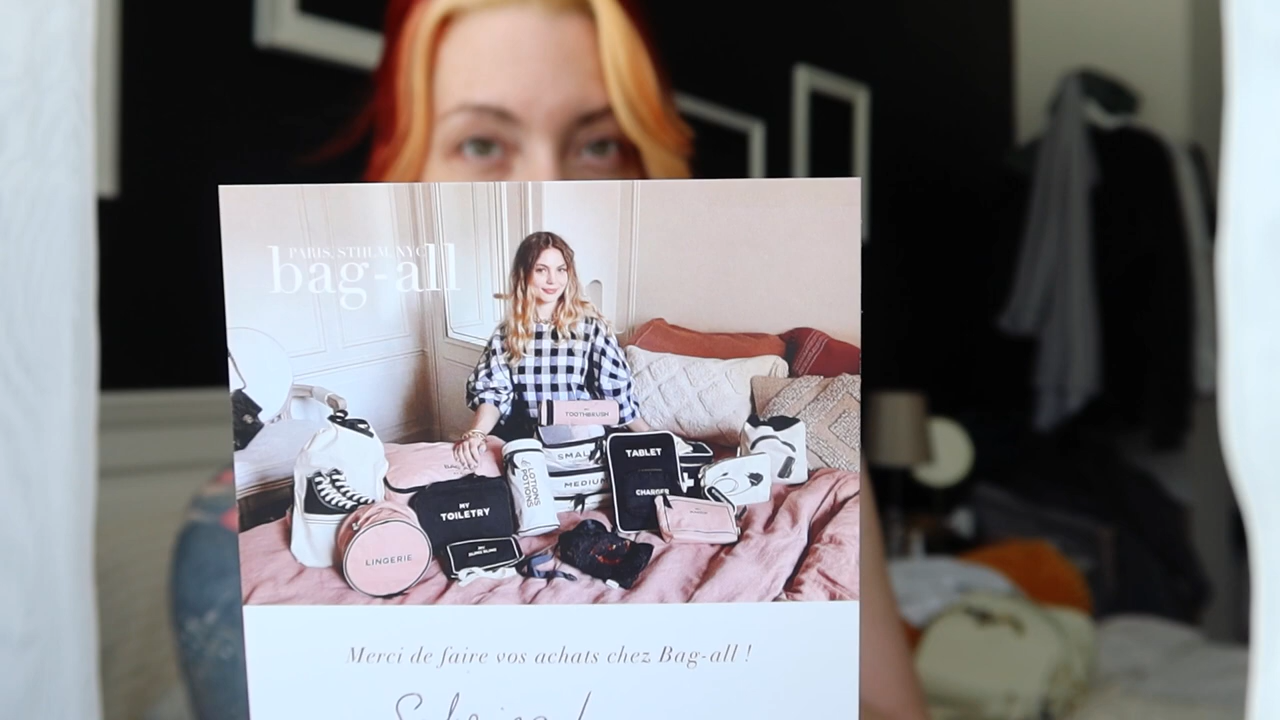 PARIS, STHLM, NYC
bag-all
TOOTHBRUSH
SMALL
MEDIUM
LOTIONS
POTIONS
TABLET
CHARGER
MY
TOILETRY
LINGERIE
Merci de faire vos achats chez Bag-all !